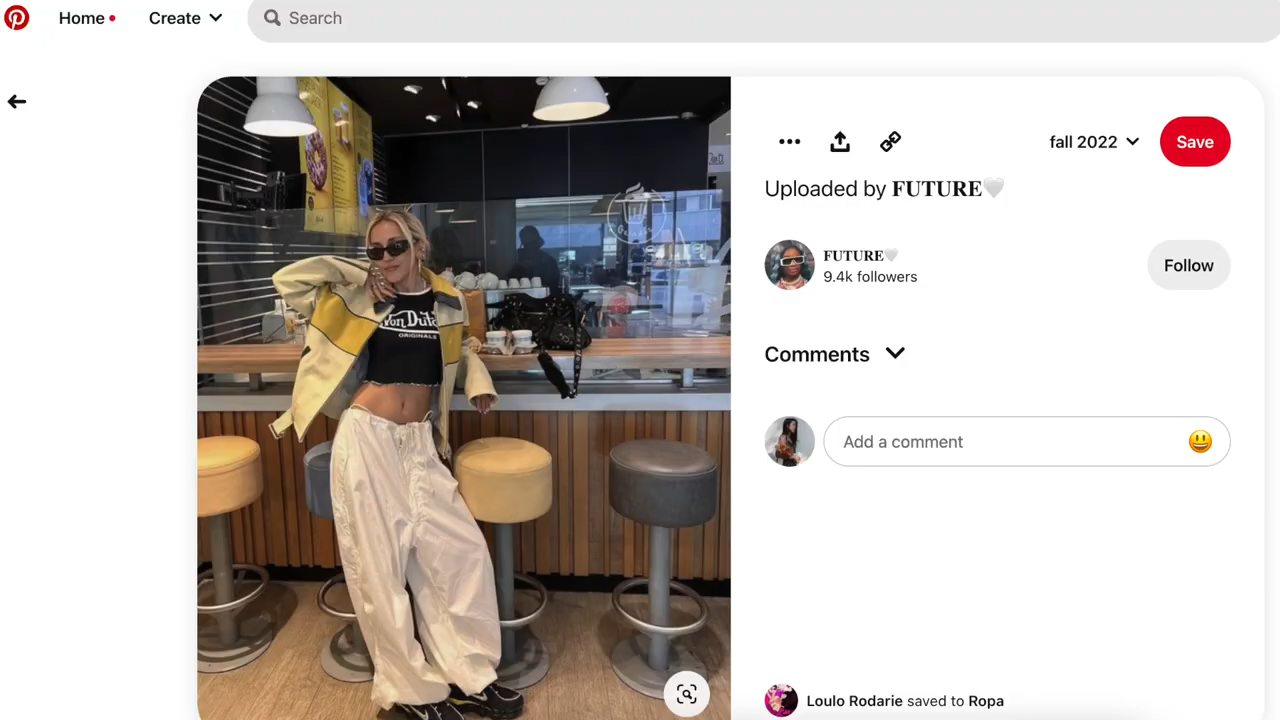 Home
Create
Search
fall 2022
Save
Uploaded by 𝐅𝐔𝐓𝐔𝐑𝐄🤍
𝐅𝐔𝐓𝐔𝐑𝐄🤍
9.4k followers
Follow
Von Dutch
ORIGINALS
Comments
Add a comment
Loulo Rodarie saved to Ropa